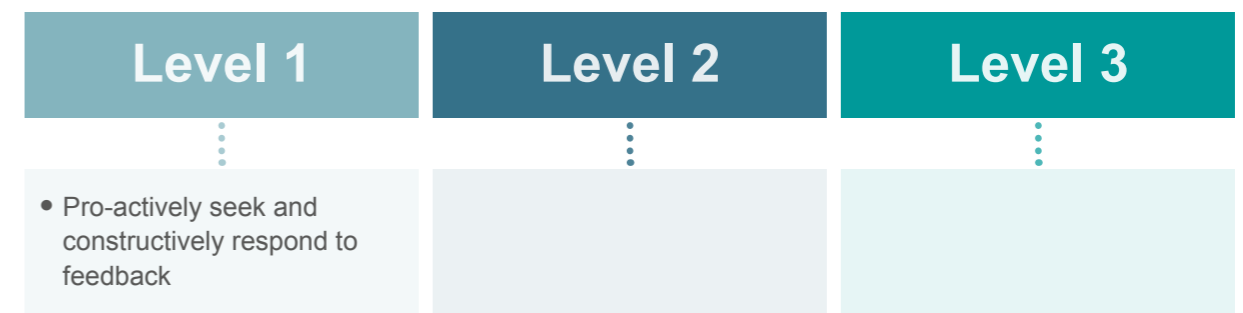 Level 1
Level 2
Level 3
• Pro-actively seek and
constructively respond to
feedback